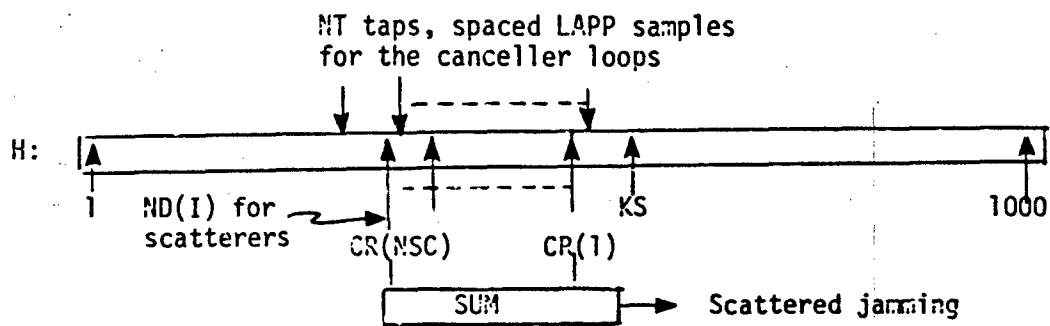 NT taps, spaced LAPP samples
for the canceller loops
H:
1 ND(I) for KS 1000
scatterers
CR(NSC) CR(1)
SUM Scattered jamming